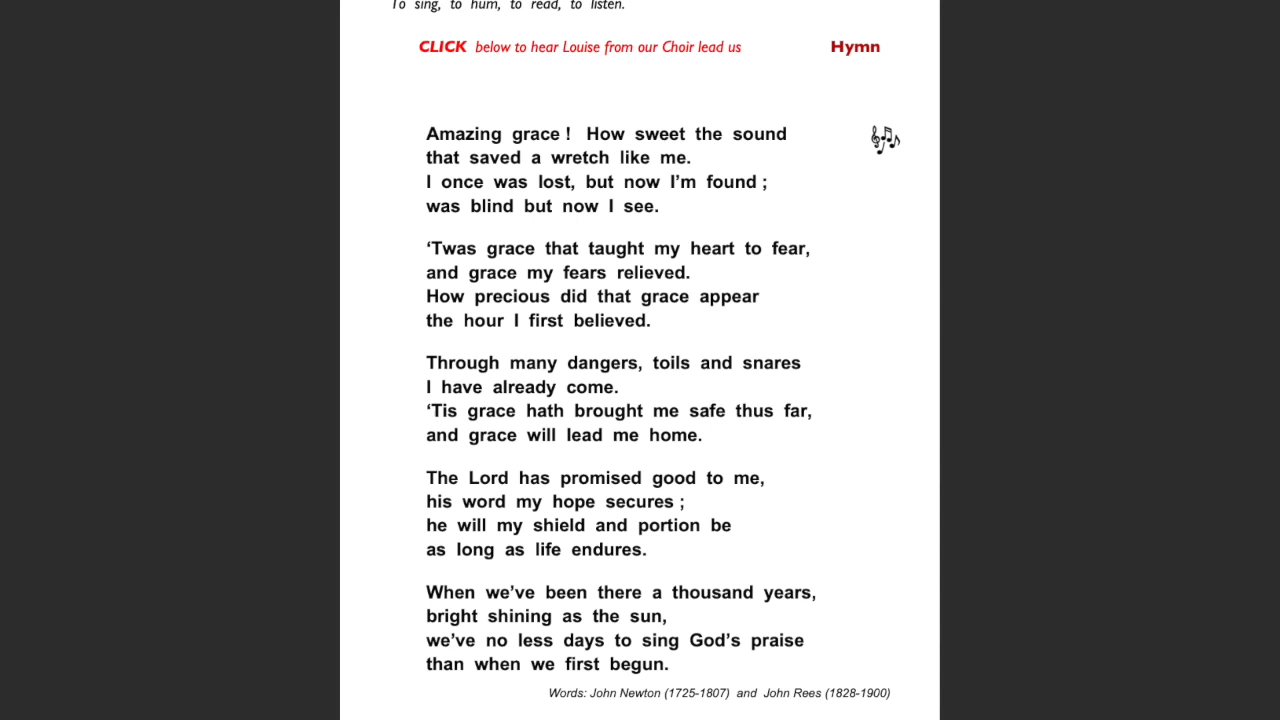 To sing, to hum, to read, to listen.
CLICK below to hear Louise from our Choir lead us Hymn
Amazing grace ! How sweet the sound
that saved a wretch like me.
I once was lost, but now I’m found ;
was blind but now I see.
‘Twas grace that taught my heart to fear,
and grace my fears relieved.
How precious did that grace appear
the hour I first believed.
Through many dangers, toils and snares
I have already come.
‘Tis grace hath brought me safe thus far,
and grace will lead me home.
The Lord has promised good to me,
his word my hope secures ;
he will my shield and portion be
as long as life endures.
When we’ve been there a thousand years,
bright shining as the sun,
we’ve no less days to sing God’s praise
than when we first begun.
Words: John Newton (1725-1807) and John Rees (1828-1900)